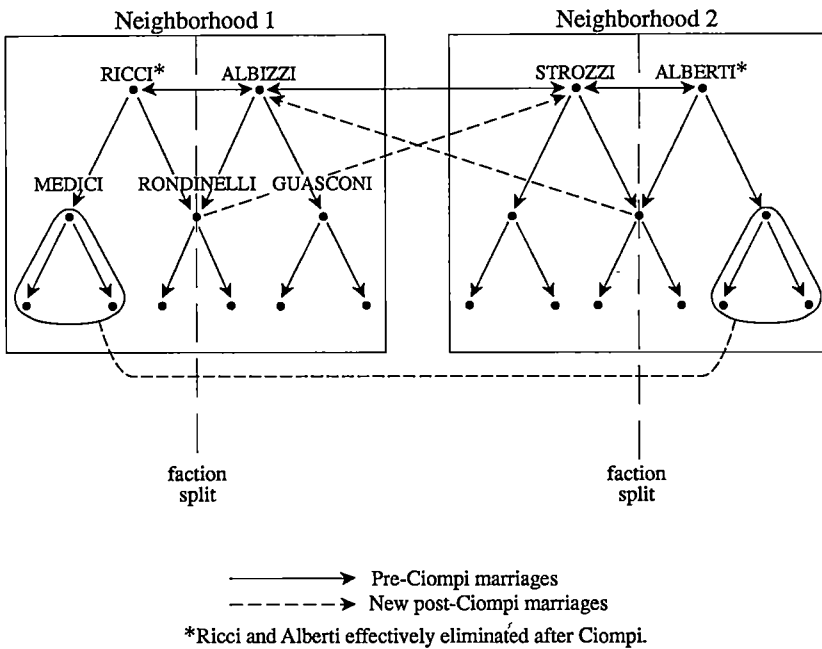 Neighborhood 1
Neighborhood 2
RICCI*
ALBIZZI
STROZZI
ALBERTI*
MEDICI
RONDINELLI
GUASCONI
faction
split
faction
split
Pre-Ciompi marriages
New post-Ciompi marriages
*Ricci and Alberti effectively eliminated after Ciompi.